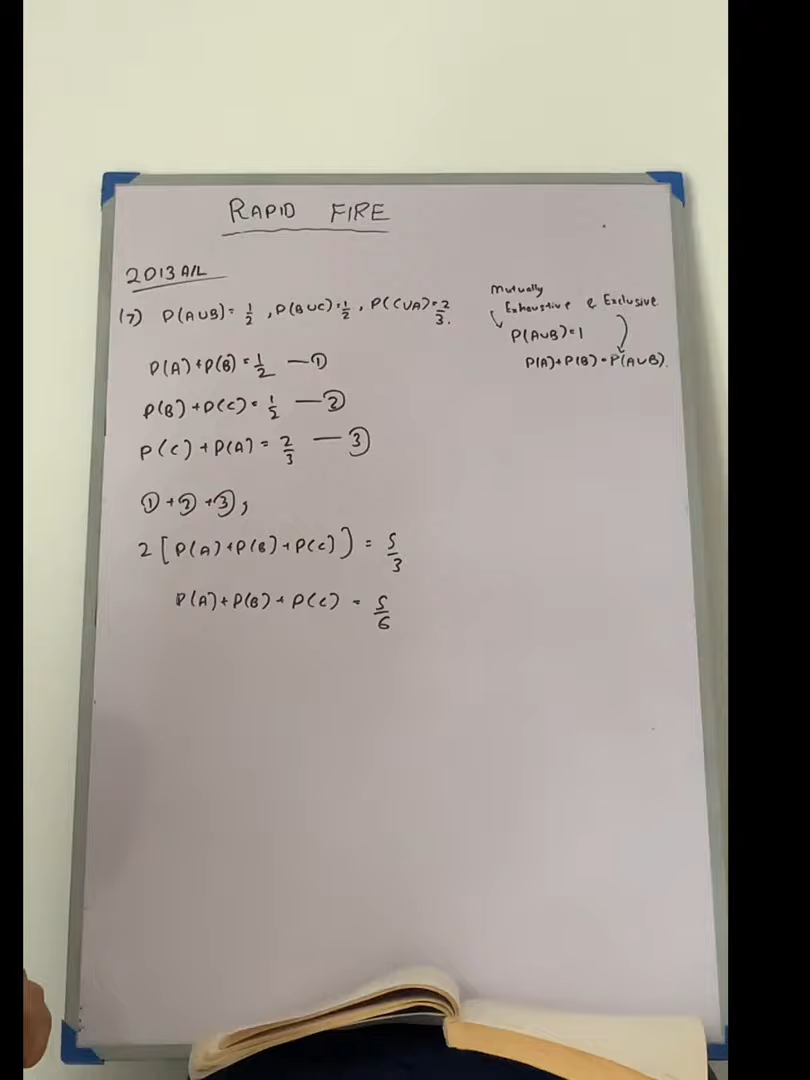 RAPID FIRE
2013 A/L
(7) P(A∪B) = 1/2 , P(B∪C) = 1/2 , P(C∪A) = 2/3.
P(A) + P(B) = 1/2 — ①
P(B) + P(C) = 1/2 — ②
P(C) + P(A) = 2/3 — ③
① + ② + ③,
2 [P(A) + P(B) + P(C)] = 5/3
P(A) + P(B) + P(C) = 5/6
Mutually
Exhaustive & Exclusive
P(A∪B) = 1
P(A) + P(B) = P(A∪B).